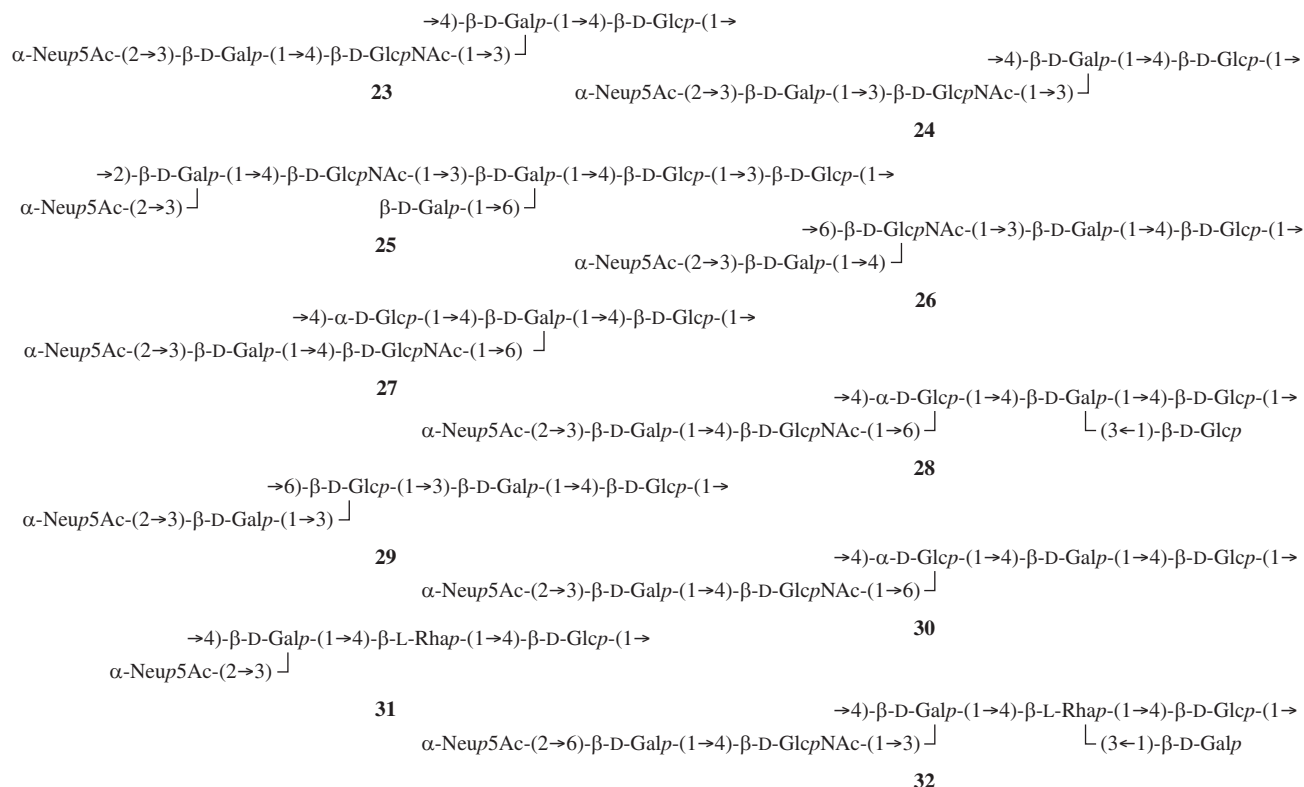 →4)-β-D-Galp-(1→4)-β-D-Glcp-(1→
α-Neup5Ac-(2→3)-β-D-Galp-(1→4)-β-D-GlcpNAc-(1→3)
23
→4)-β-D-Galp-(1→4)-β-D-Glcp-(1→
α-Neup5Ac-(2→3)-β-D-Galp-(1→3)-β-D-GlcpNAc-(1→3)
24
→2)-β-D-Galp-(1→4)-β-D-GlcpNAc-(1→3)-β-D-Galp-(1→4)-β-D-Glcp-(1→3)-β-D-Glcp-(1→
α-Neup5Ac-(2→3) β-D-Galp-(1→6)
25
→6)-β-D-GlcpNAc-(1→3)-β-D-Galp-(1→4)-β-D-Glcp-(1→
α-Neup5Ac-(2→3)-β-D-Galp-(1→4)
26
→4)-α-D-Glcp-(1→4)-β-D-Galp-(1→4)-β-D-Glcp-(1→
α-Neup5Ac-(2→3)-β-D-Galp-(1→4)-β-D-GlcpNAc-(1→6)
27
→4)-α-D-Glcp-(1→4)-β-D-Galp-(1→4)-β-D-Glcp-(1→
α-Neup5Ac-(2→3)-β-D-Galp-(1→4)-β-D-GlcpNAc-(1→6) (3←1)-β-D-Glcp
28
→6)-β-D-Glcp-(1→3)-β-D-Galp-(1→4)-β-D-Glcp-(1→
α-Neup5Ac-(2→3)-β-D-Galp-(1→3)
29
→4)-α-D-Glcp-(1→4)-β-D-Galp-(1→4)-β-D-Glcp-(1→
α-Neup5Ac-(2→3)-β-D-Galp-(1→4)-β-D-GlcpNAc-(1→6)
30
→4)-β-D-Galp-(1→4)-β-L-Rhap-(1→4)-β-D-Glcp-(1→
α-Neup5Ac-(2→3)
31
→4)-β-D-Galp-(1→4)-β-L-Rhap-(1→4)-β-D-Glcp-(1→
α-Neup5Ac-(2→6)-β-D-Galp-(1→4)-β-D-GlcpNAc-(1→3) (3←1)-β-D-Galp
32